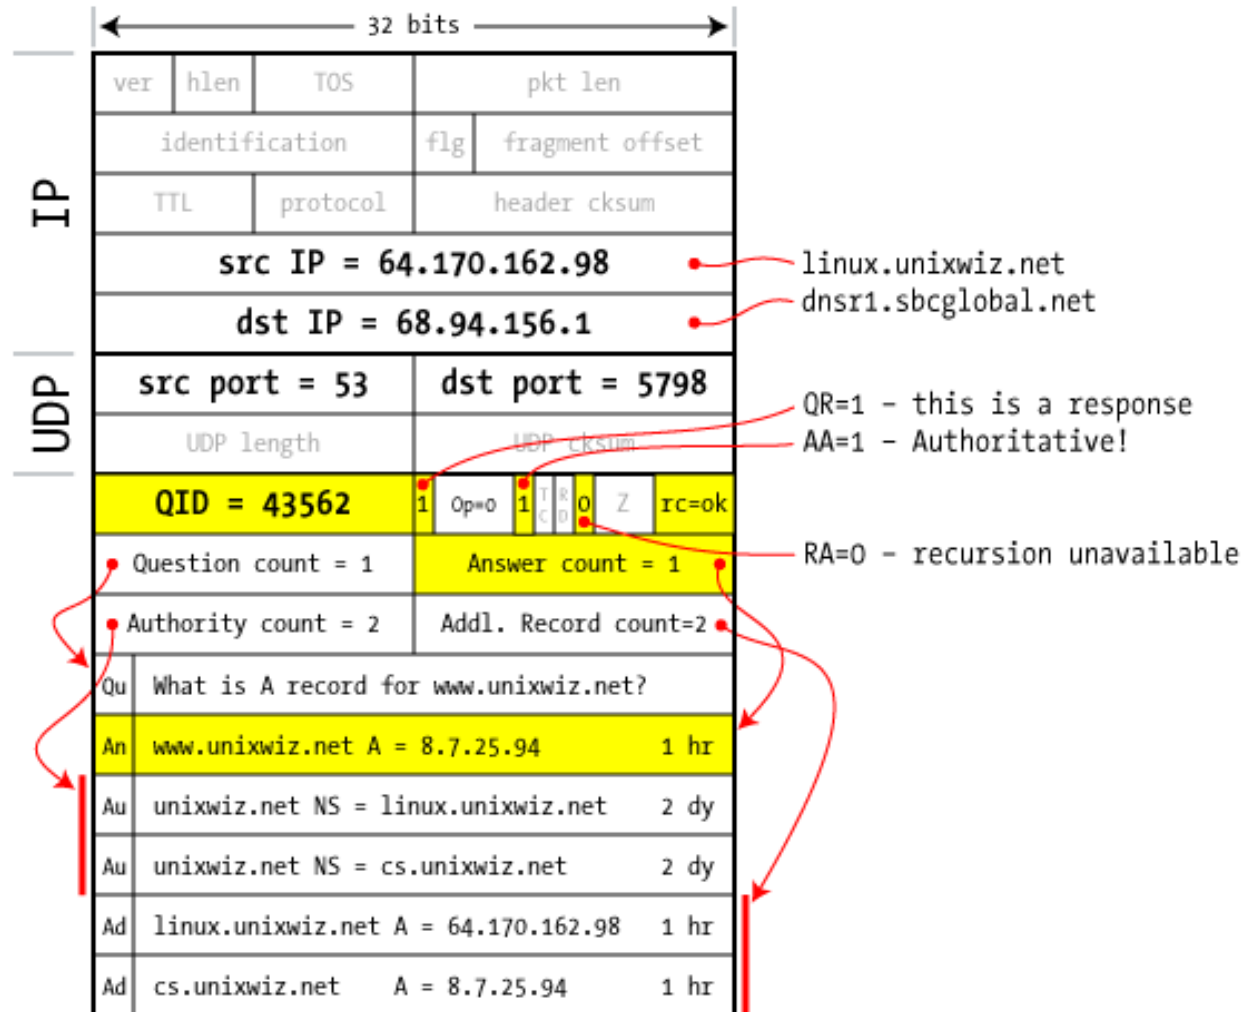 32 bits
IP
ver hlen TOS pkt len
identification flg fragment offset
TTL protocol header cksum
src IP = 64.170.162.98
linux.unixwiz.net
dst IP = 68.94.156.1
dnsr1.sbcglobal.net
UDP
src port = 53 dst port = 5798
QR=1 – this is a response
UDP length UDP cksum
AA=1 – Authoritative!
QID = 43562 1 Op=0 1 TC RD 0 Z rc=ok
RA=0 – recursion unavailable
Question count = 1 Answer count = 1
Authority count = 2 Addl. Record count=2
Qu What is A record for www.unixwiz.net?
An www.unixwiz.net A = 8.7.25.94 1 hr
Au unixwiz.net NS = linux.unixwiz.net 2 dy
Au unixwiz.net NS = cs.unixwiz.net 2 dy
Ad linux.unixwiz.net A = 64.170.162.98 1 hr
Ad cs.unixwiz.net A = 8.7.25.94 1 hr